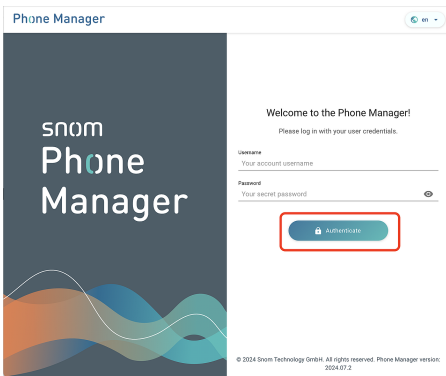 Phone Manager
en
snom
Phone
Manager
Welcome to the Phone Manager!
Please log in with your user credentials.
Username
Your account username
Password
Your secret password
Authenticate
© 2024 Snom Technology GmbH. All rights reserved. Phone Manager version:
2024.07.2